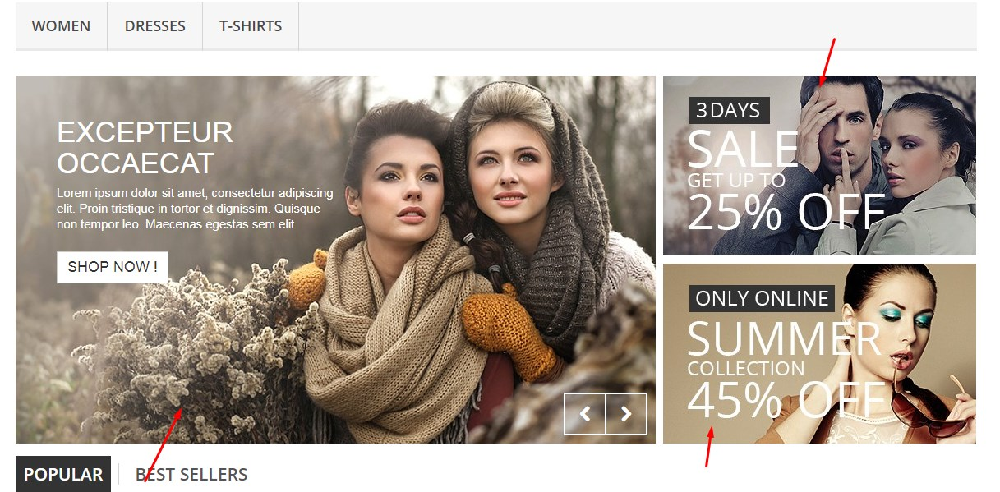 WOMEN
DRESSES
T-SHIRTS
EXCEPTEUR
OCCAECAT
Lorem ipsum dolor sit amet, consectetur adipiscing
elit. Proin tristique in tortor et dignissim. Quisque
non tempor leo. Maecenas egestas sem elit
SHOP NOW !
3 DAYS
SALE
GET UP TO
25% OFF
ONLY ONLINE
SUMMER
COLLECTION
45% OFF
POPULAR
BEST SELLERS